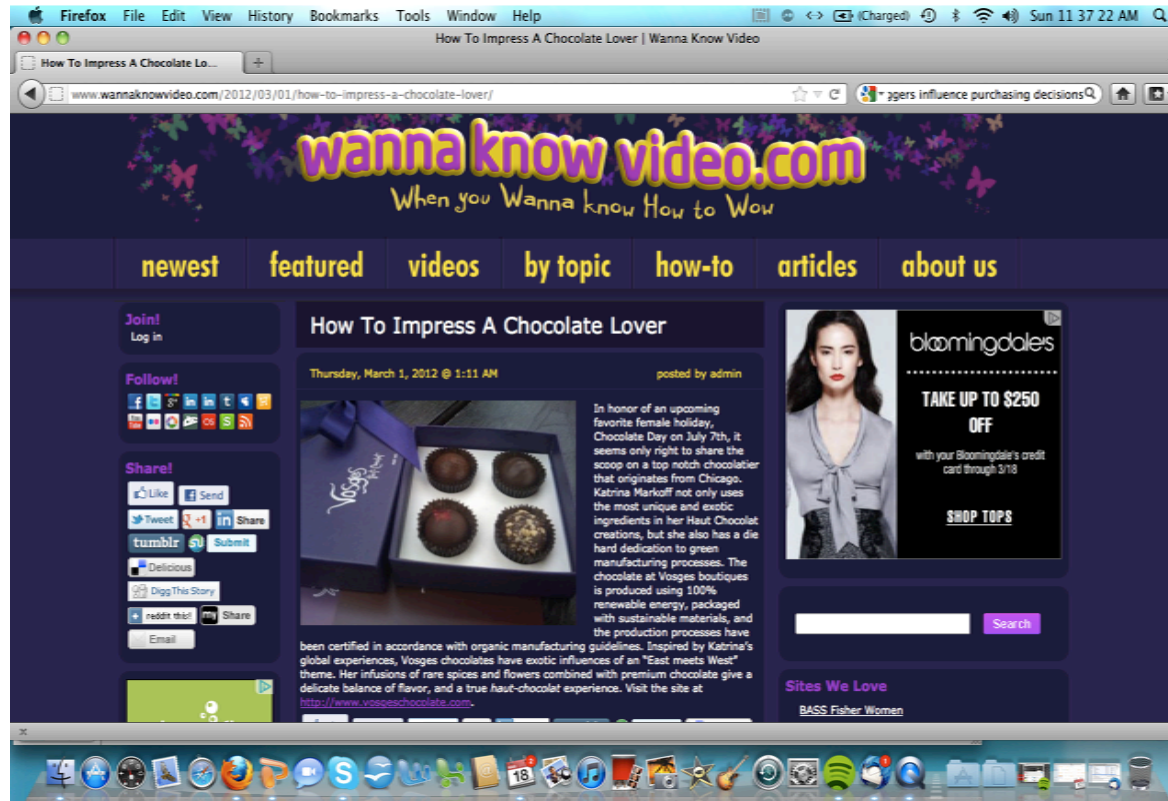 Firefox File Edit View History Bookmarks Tools Window Help (Charged) Sun 11 37 22 AM
How To Impress A Chocolate Lover | Wanna Know Video
How To Impress A Chocolate Lo...
www.wannaknowvideo.com/2012/03/01/how-to-impress-a-chocolate-lover/
influence purchasing decisions
wanna know video.com
When you Wanna know How to Wow
newest featured videos by topic how-to articles about us
Join!
Log in
Follow!
Share!
Like Send
Tweet +1 in Share
tumblr Submit
Delicious
Digg This Story
reddit this! my Share
Email
How To Impress A Chocolate Lover
Thursday, March 1, 2012 @ 1:11 AM posted by admin
Vosges
haut chocolat
In honor of an upcoming
favorite female holiday,
Chocolate Day on July 7th, it
seems only right to share the
scoop on a top notch chocolatier
that originates from Chicago.
Katrina Markoff not only uses
the most unique and exotic
ingredients in her Haut Chocolat
creations, but she also has a die
hard dedication to green
manufacturing processes. The
chocolate at Vosges boutiques
is produced using 100%
renewable energy, packaged
with sustainable materials, and
the production processes have
been certified in accordance with organic manufacturing guidelines. Inspired by Katrina's
global experiences, Vosges chocolates have exotic influences of an "East meets West"
theme. Her infusions of rare spices and flowers combined with premium chocolate give a
delicate balance of flavor, and a true haut-chocolat experience. Visit the site at
http://www.vosgeschocolate.com.
bloomingdale's
TAKE UP TO $250
OFF
with your Bloomingdale's credit
card through 3/18
SHOP TOPS
Search
Sites We Love
BASS Fisher Women
18